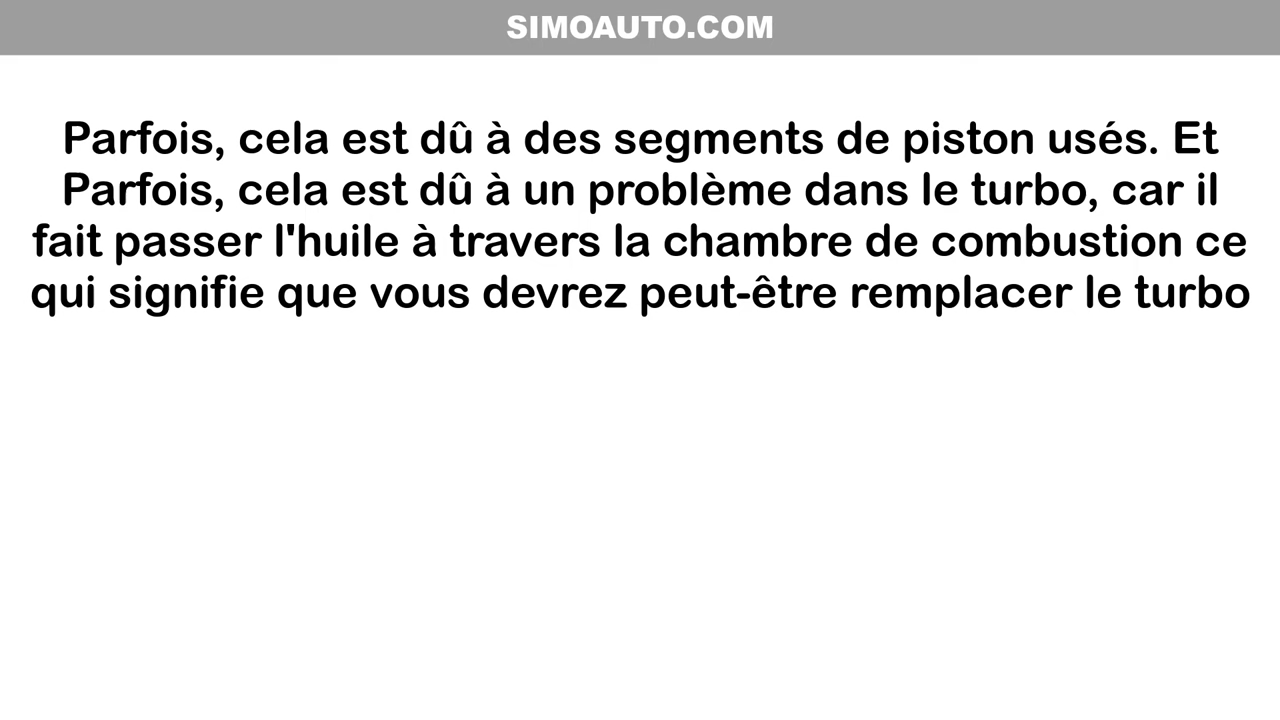 SIMOAUTO.COM
Parfois, cela est dû à des segments de piston usés. Et
Parfois, cela est dû à un problème dans le turbo, car il
fait passer l'huile à travers la chambre de combustion ce
qui signifie que vous devrez peut-être remplacer le turbo